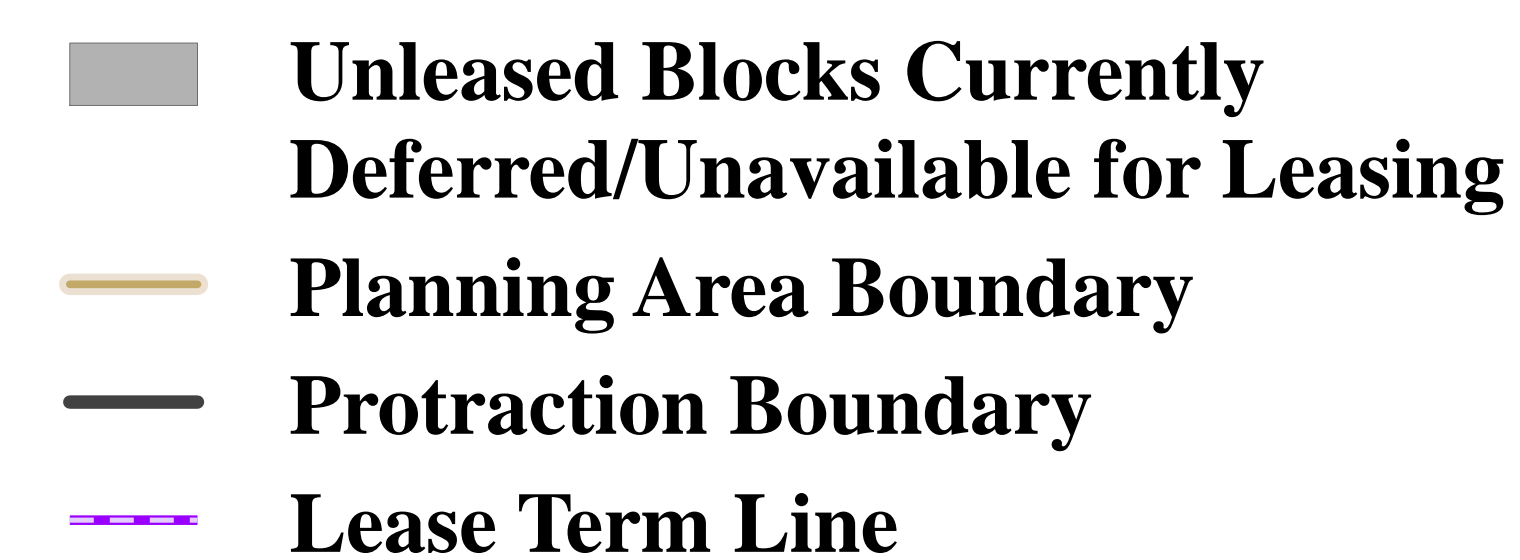 Unleased Blocks Currently
Deferred/Unavailable for Leasing
Planning Area Boundary
Protraction Boundary
Lease Term Line